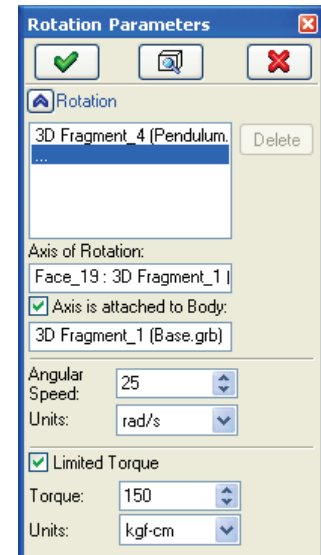 Rotation Parameters
Rotation
3D Fragment_4 (Pendulum.
Delete
...
Axis of Rotation:
Face_19 : 3D Fragment_1 (
Axis is attached to Body:
3D Fragment_1 (Base.grb)
Angular Speed:
25
Units:
rad/s
Limited Torque
Torque:
150
Units:
kgf-cm